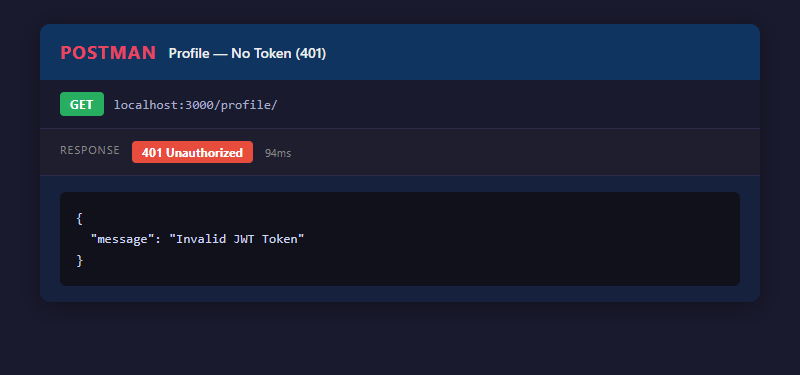 POSTMAN Profile — No Token (401)
GET localhost:3000/profile/
RESPONSE 401 Unauthorized 94ms
{
"message": "Invalid JWT Token"
}